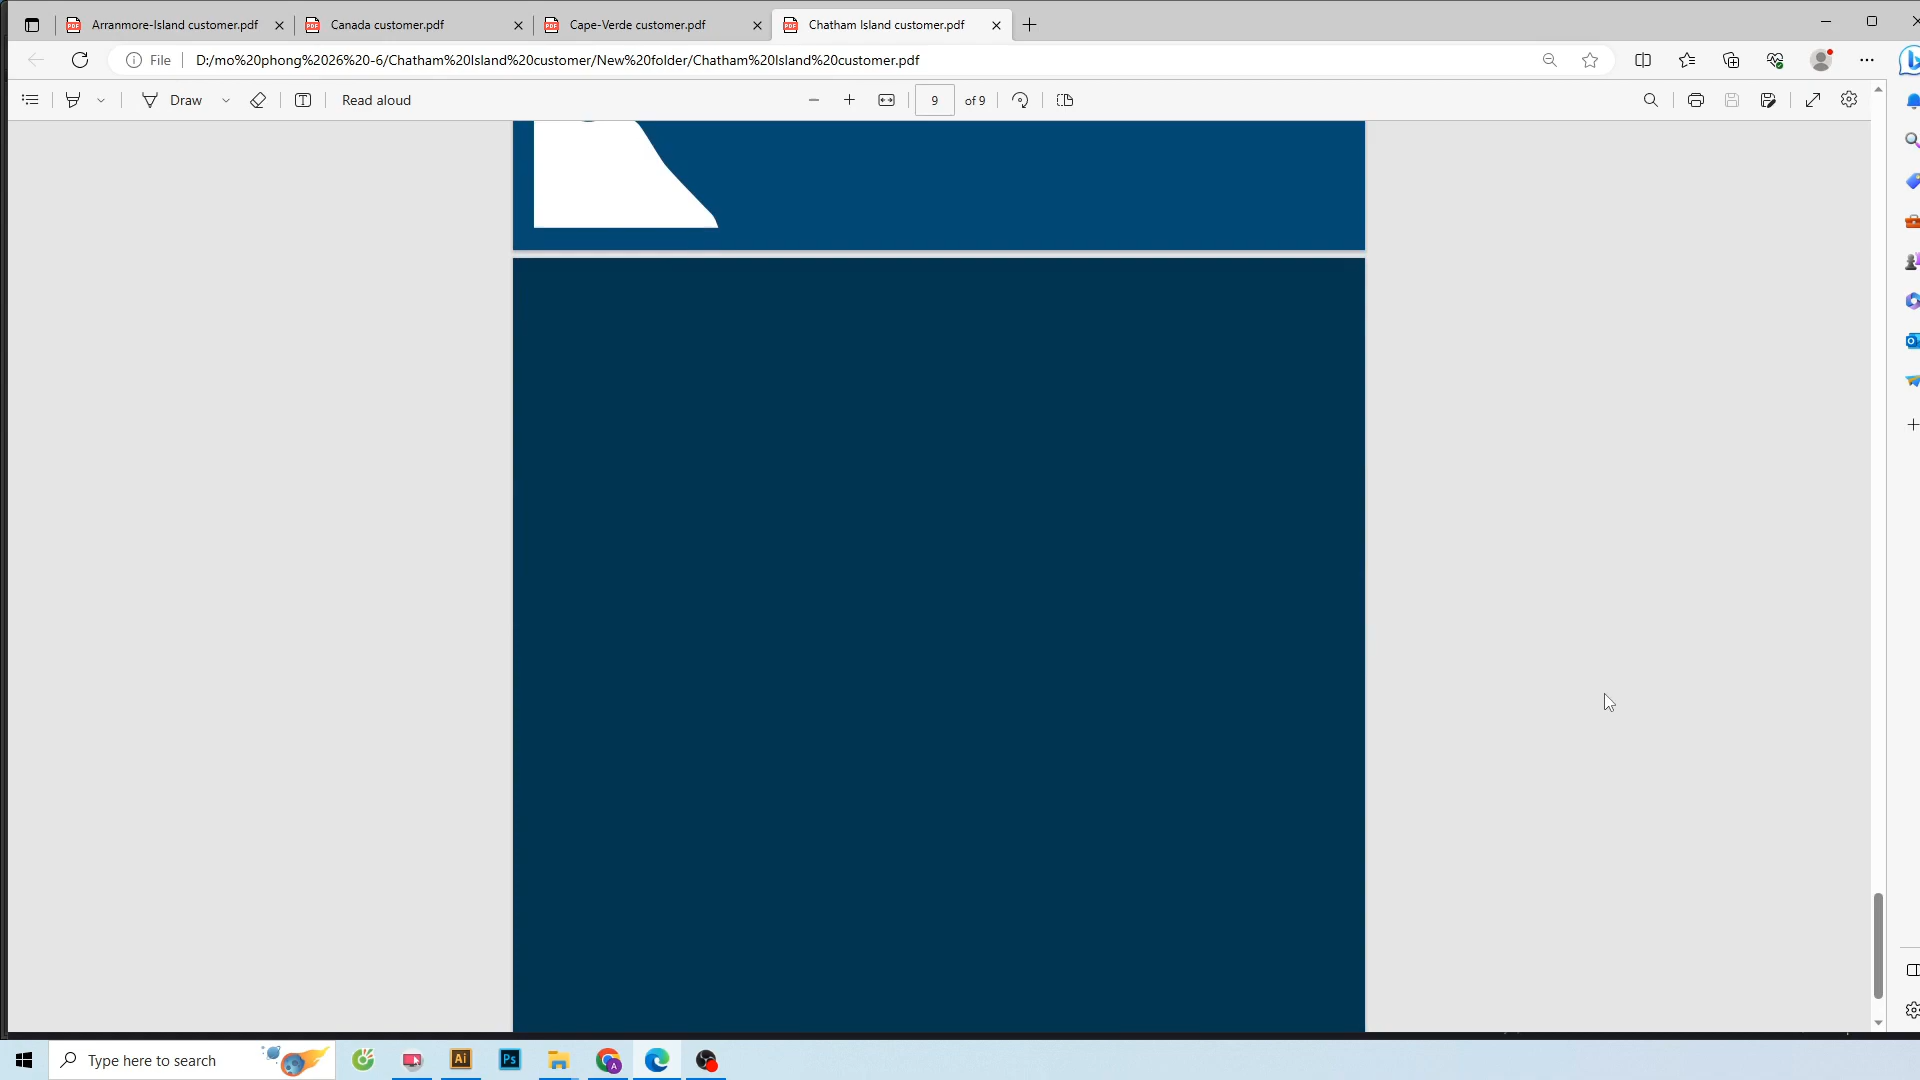 Arranmore-Island customer.pdf
Canada customer.pdf
Cape-Verde customer.pdf
Chatham Island customer.pdf
File
D:/mo%20phong%2026%20-6/Chatham%20Island%20customer/New%20folder/Chatham%20Island%20customer.pdf
Draw
Read aloud
9
of 9
Type here to search
Ai
Ps